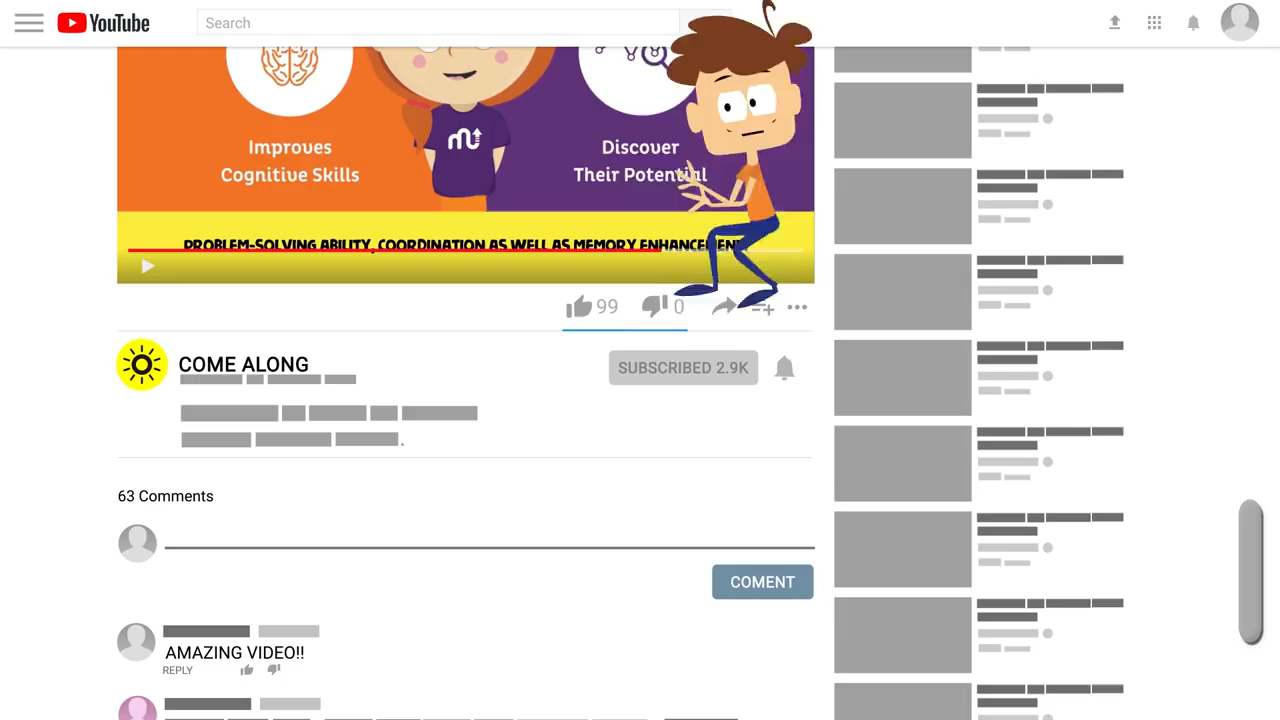 YouTube
Search
Improves
Cognitive Skills
Discover
Their Potential
PROBLEM-SOLVING ABILITY, COORDINATION AS WELL AS MEMORY ENHANCEMENT
99
0
COME ALONG
SUBSCRIBED 2.9K
63 Comments
COMENT
AMAZING VIDEO!!
REPLY